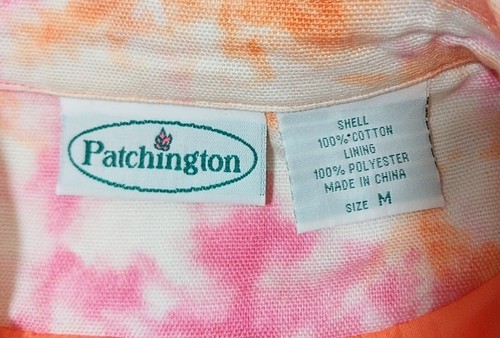 Patchington
SHELL
100% COTTON
LINING
100% POLYESTER
MADE IN CHINA
SIZE M